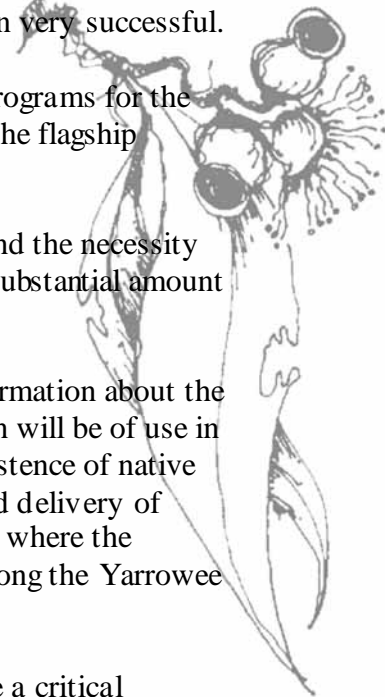 n very successful.
rograms for the
he flagship
nd the necessity
ubstantial amount
rmation about the
n will be of use in
stence of native
d delivery of
where the
ong the Yarrowee
e a critical